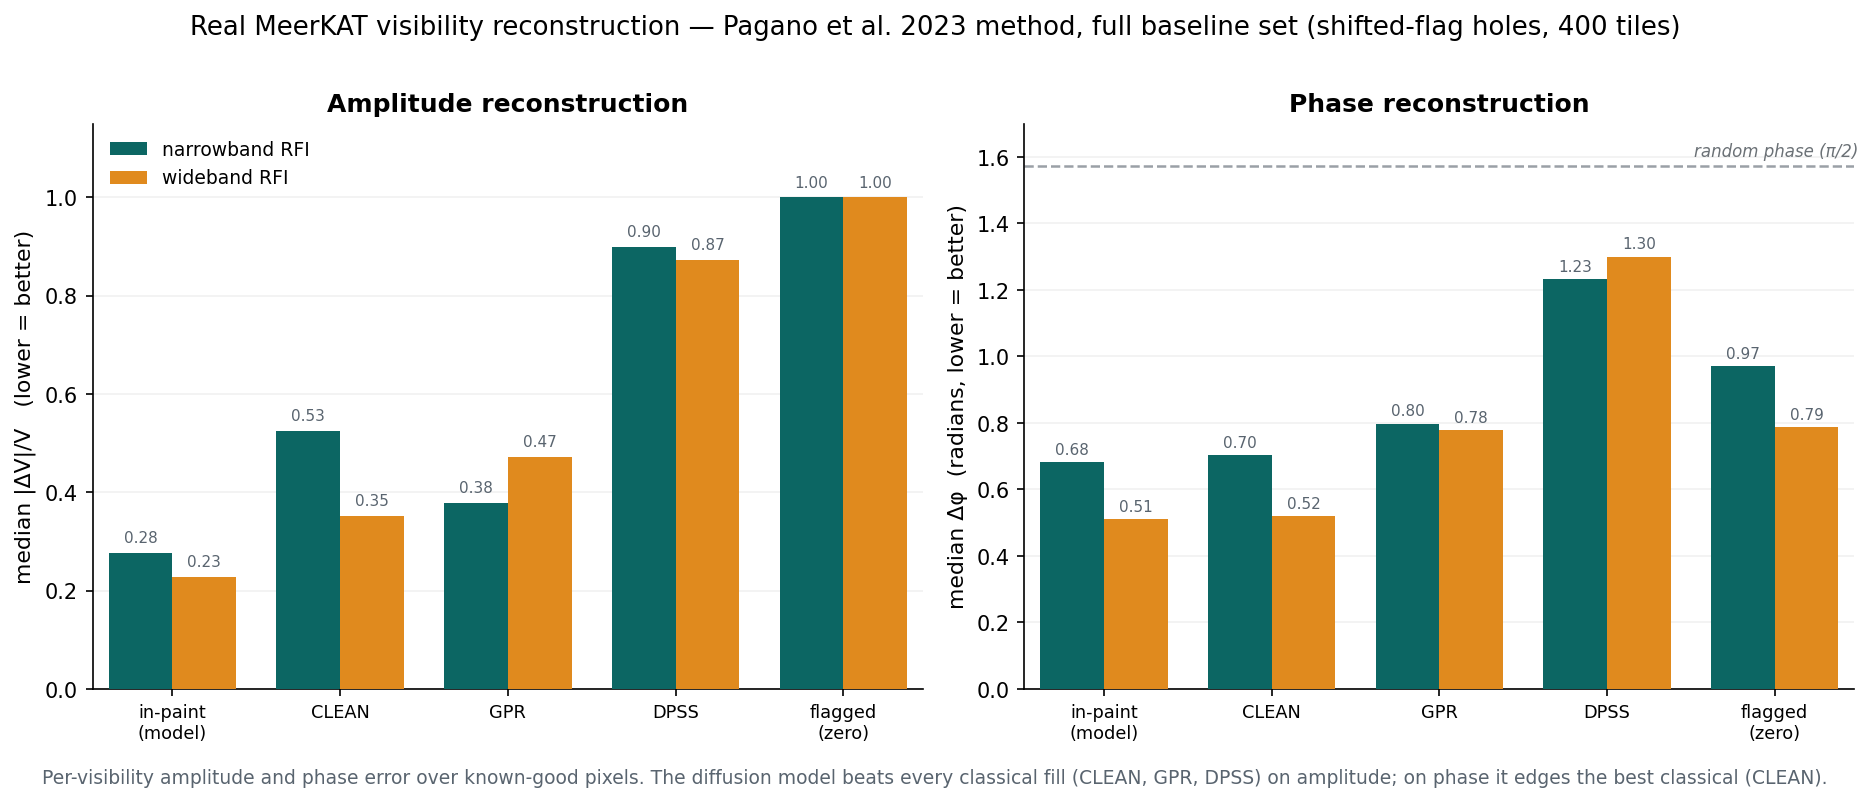 Real MeerKAT visibility reconstruction — Pagano et al. 2023 method, full baseline set (shifted-flag holes, 400 tiles)
Amplitude reconstruction
narrowband RFI
wideband RFI
median |ΔV|/V (lower = better)
1.0
0.8
0.6
0.4
0.2
0.0
0.28
0.23
0.53
0.35
0.38
0.47
0.90
0.87
1.00
1.00
in-paint
(model)
CLEAN
GPR
DPSS
flagged
(zero)
Phase reconstruction
random phase (π/2)
median Δφ (radians, lower = better)
1.6
1.4
1.2
1.0
0.8
0.6
0.4
0.2
0.0
0.68
0.51
0.70
0.52
0.80
0.78
1.23
1.30
0.97
0.79
in-paint
(model)
CLEAN
GPR
DPSS
flagged
(zero)
Per-visibility amplitude and phase error over known-good pixels. The diffusion model beats every classical fill (CLEAN, GPR, DPSS) on amplitude; on phase it edges the best classical (CLEAN).